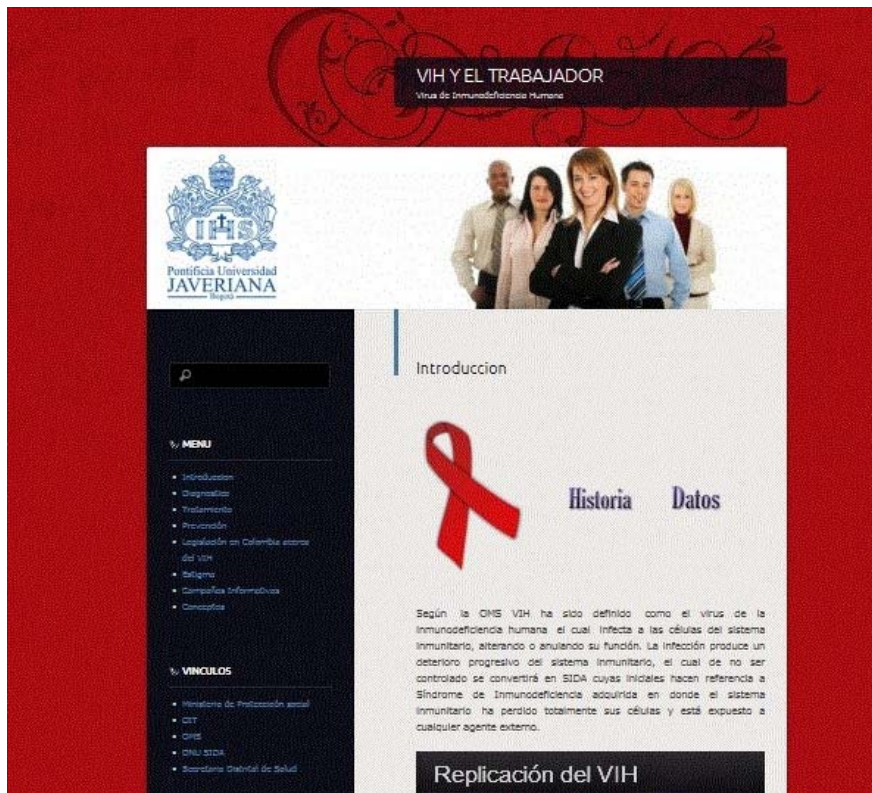 VIH Y EL TRABAJADOR
Virus de Inmunodeficiencia Humana
IHS
Pontificia Universidad
JAVERIANA
Bogotá
Introduccion
MENU
Introduccion
Diagnostico
Tratamiento
Prevención
Legislación en Colombia acerca
del VIH
Estigma
Campañas Informativas
Conceptos
VINCULOS
Ministerio de Protección social
OIT
OMS
ONU SIDA
Secretaria Distrital de Salud
Historia Datos
Según la OMS VIH ha sido definido como el virus de la
inmunodeficiencia humana el cual infecta a las células del sistema
inmunitario, alterando o anulando su función. La infección produce un
deterioro progresivo del sistema inmunitario, el cual de no ser
controlado se convertirá en SIDA cuyas iniciales hacen referencia a
Síndrome de Inmunodeficiencia adquirida en donde el sistema
inmunitario ha perdido totalmente sus células y está expuesto a
cualquier agente externo.
Replicación del VIH